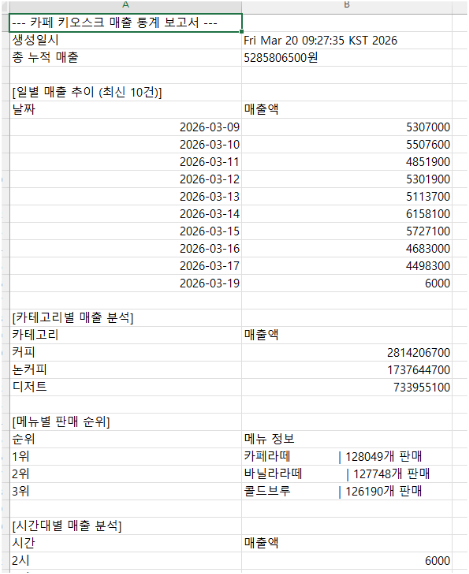 A B
--- 카페 키오스크 매출 통계 보고서 ---
생성일시 Fri Mar 20 09:27:35 KST 2026
총 누적 매출 5285806500원
[일별 매출 추이 (최신 10건)]
날짜 매출액
2026-03-09 5307000
2026-03-10 5507600
2026-03-11 4851900
2026-03-12 5301900
2026-03-13 5113700
2026-03-14 6158100
2026-03-15 5727100
2026-03-16 4683000
2026-03-17 4498300
2026-03-19 6000
[카테고리별 매출 분석]
카테고리 매출액
커피 2814206700
논커피 1737644700
디저트 733955100
[메뉴별 판매 순위]
순위 메뉴 정보
1위 카페라떼 | 128049개 판매
2위 바닐라라떼 | 127748개 판매
3위 콜드브루 | 126190개 판매
[시간대별 매출 분석]
시간 매출액
2시 6000